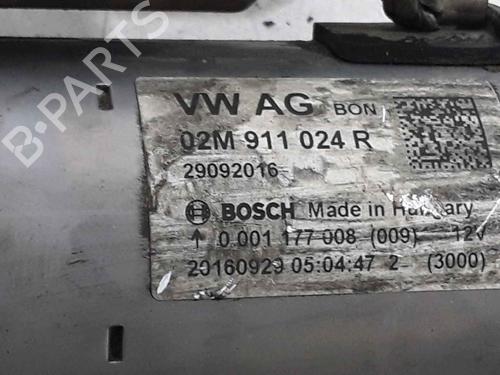 B-PARTS
VW AG BON
02M 911 024 R
29092016
BOSCH Made in Hungary
↑ 0 001 177 008 (009) 12V
20160929 05:04:47 2 (3000)